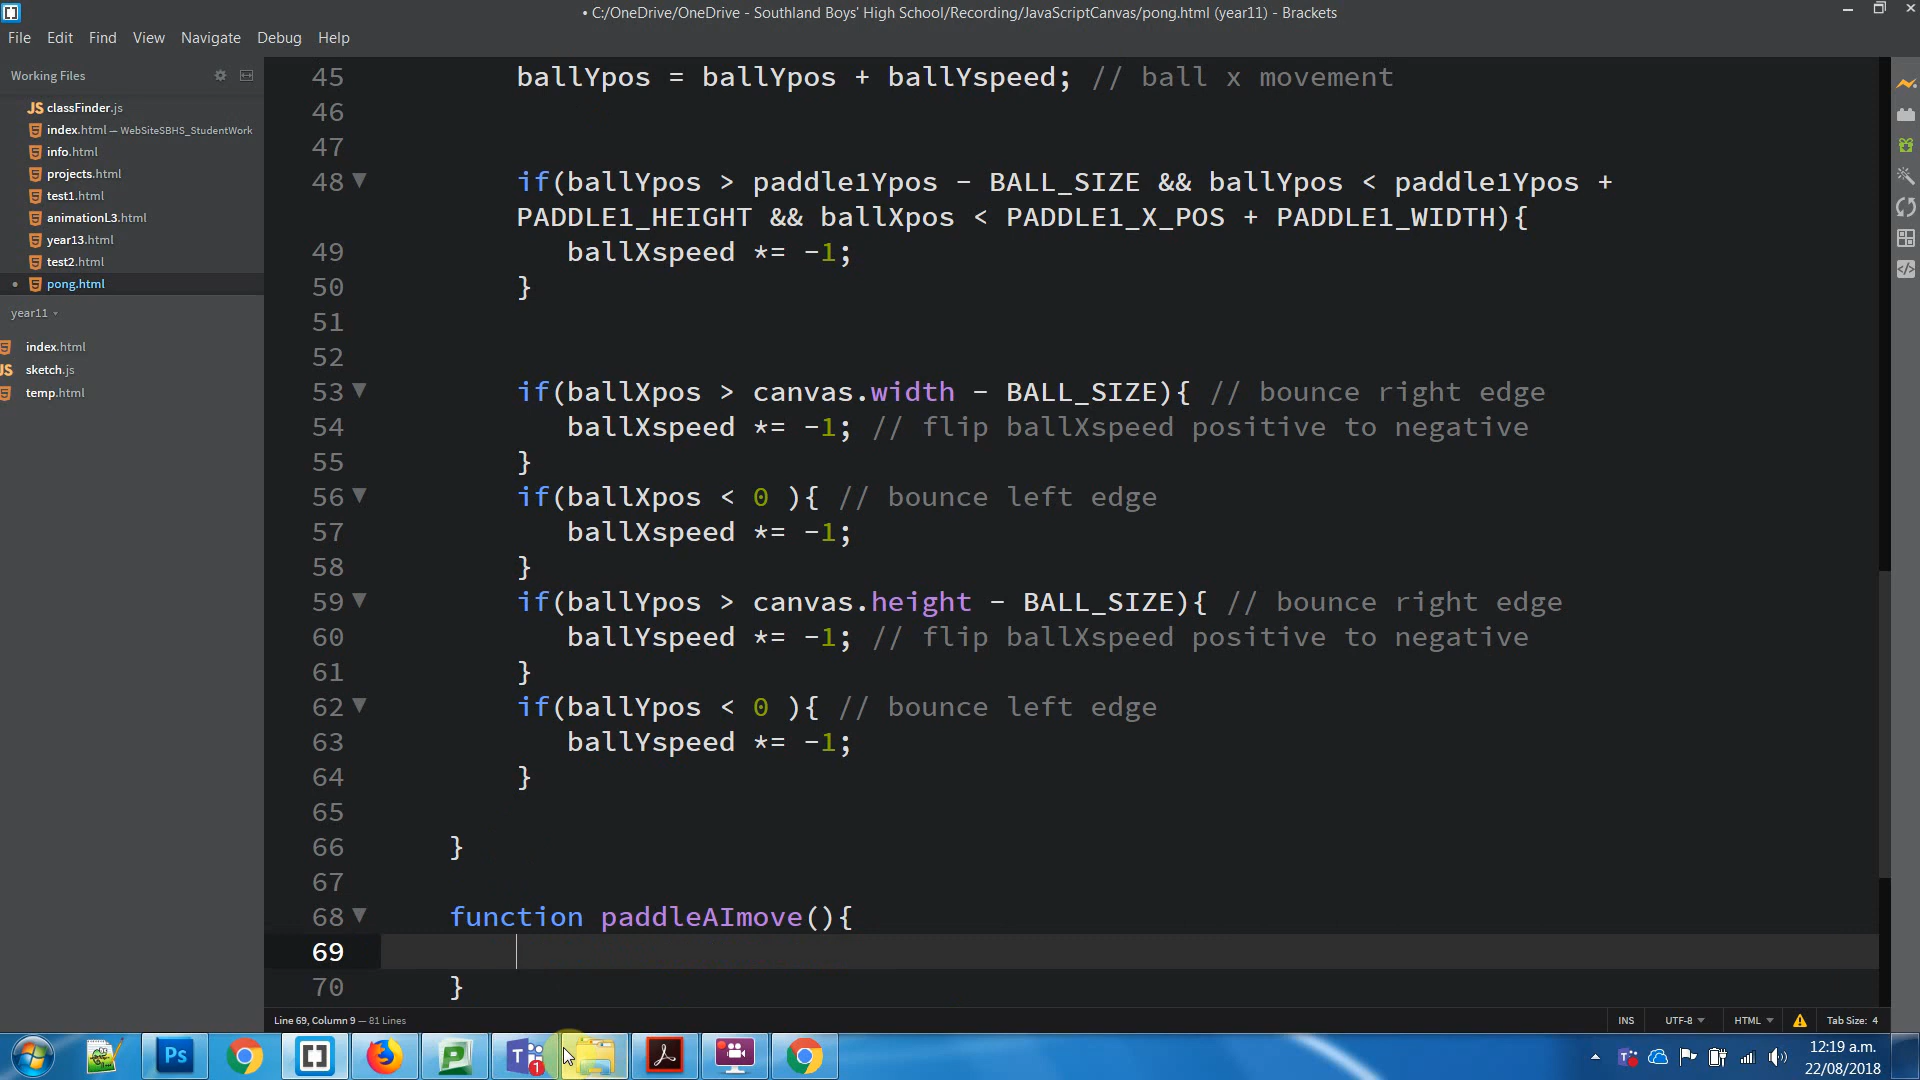 • C:/OneDrive/OneDrive - Southland Boys' High School/Recording/JavaScriptCanvas/pong.html (year11) - Brackets
File Edit Find View Navigate Debug Help
Working Files
classFinder.js
index.html — WebSiteSBHS_StudentWork
info.html
projects.html
test1.html
animationL3.html
year13.html
test2.html
pong.html
year11
index.html
sketch.js
temp.html
45 ballYpos = ballYpos + ballYspeed; // ball x movement
46
47
48 if(ballYpos > paddle1Ypos - BALL_SIZE && ballYpos < paddle1Ypos +
PADDLE1_HEIGHT && ballXpos < PADDLE1_X_POS + PADDLE1_WIDTH){
49 ballXspeed *= -1;
50 }
51
52
53 if(ballXpos > canvas.width - BALL_SIZE){ // bounce right edge
54 ballXspeed *= -1; // flip ballXspeed positive to negative
55 }
56 if(ballXpos < 0 ){ // bounce left edge
57 ballXspeed *= -1;
58 }
59 if(ballYpos > canvas.height - BALL_SIZE){ // bounce right edge
60 ballYspeed *= -1; // flip ballXspeed positive to negative
61 }
62 if(ballYpos < 0 ){ // bounce left edge
63 ballYspeed *= -1;
64 }
65
66 }
67
68 function paddleAImove(){
69
70 }
Line 69, Column 9 — 81 Lines
INS UTF-8 HTML Tab Size: 4
Ps
1
12:19 a.m.
22/08/2018